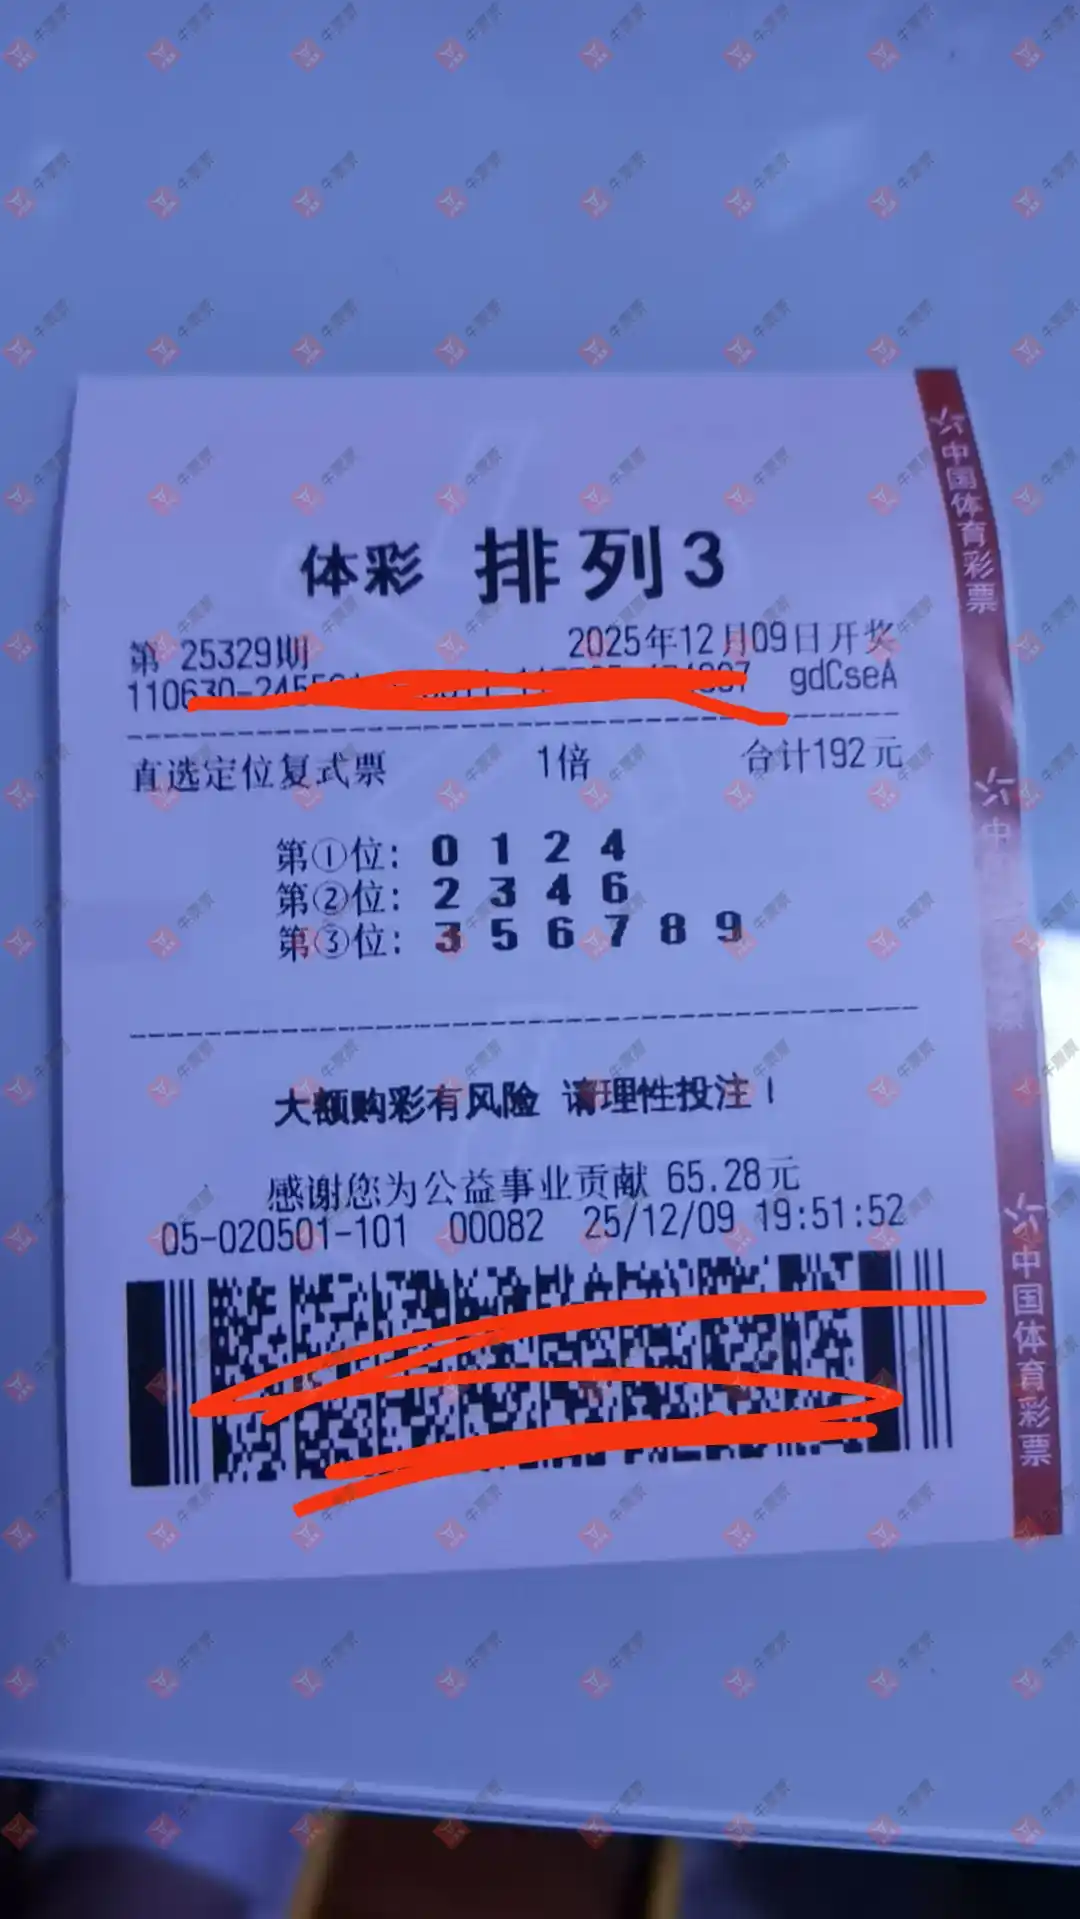 体彩 排列3
第 25329期 2025年12月09日开奖
gdCseA
直选定位复式票 1倍 合计192元
第①位: 0 1 2 4
第②位: 2 3 4 6
第③位: 3 5 6 7 8 9
大额购彩有风险 请理性投注!
感谢您为公益事业贡献 65.28元
05-020501-101 00082 25/12/09 19:51:52
中国体育彩票
中
票
中国体育彩票